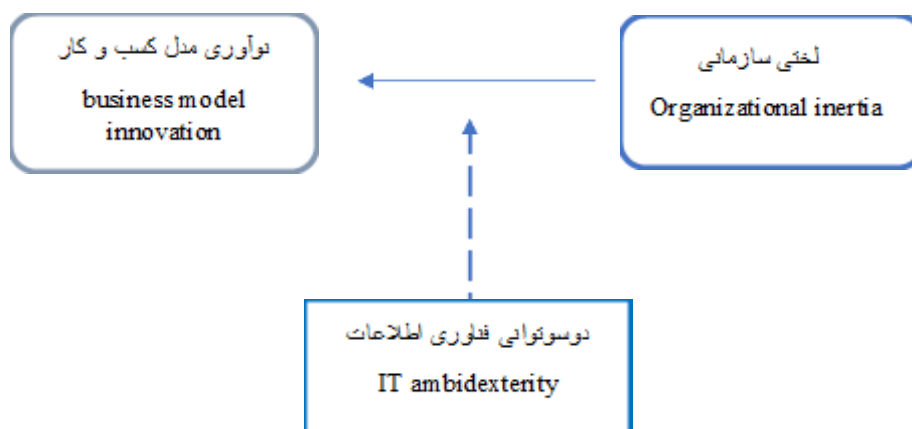 نوآوری مدل کسب و کار
business model
innovation
لختی سازمانی
Organizational inertia
دوسوتوانی فناوری اطلاعات
IT ambidexterity